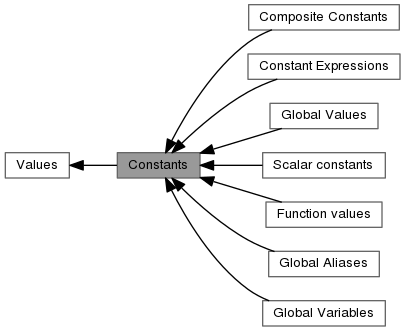 Composite Constants
Constant Expressions
Global Values
Values
Constants
Scalar constants
Function values
Global Aliases
Global Variables